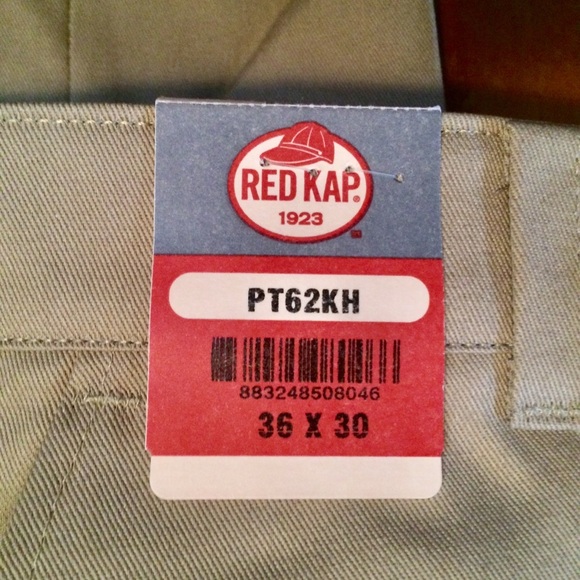 RED KAP®
1923
PT62KH
883248508046
36 X 30